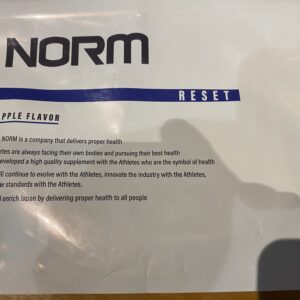 NORM
RESET
PPLE FLAVOR
NORM is a company that delivers proper health
etes are always facing their own bodies and pursuing their best health
eveloped a high quality supplement with the Athletes who are the symbol of health
ll continue to evolve with the Athletes, innovate the industry with the Athletes,
w standards with the Athletes.
l enrich Japan by delivering proper health to all people